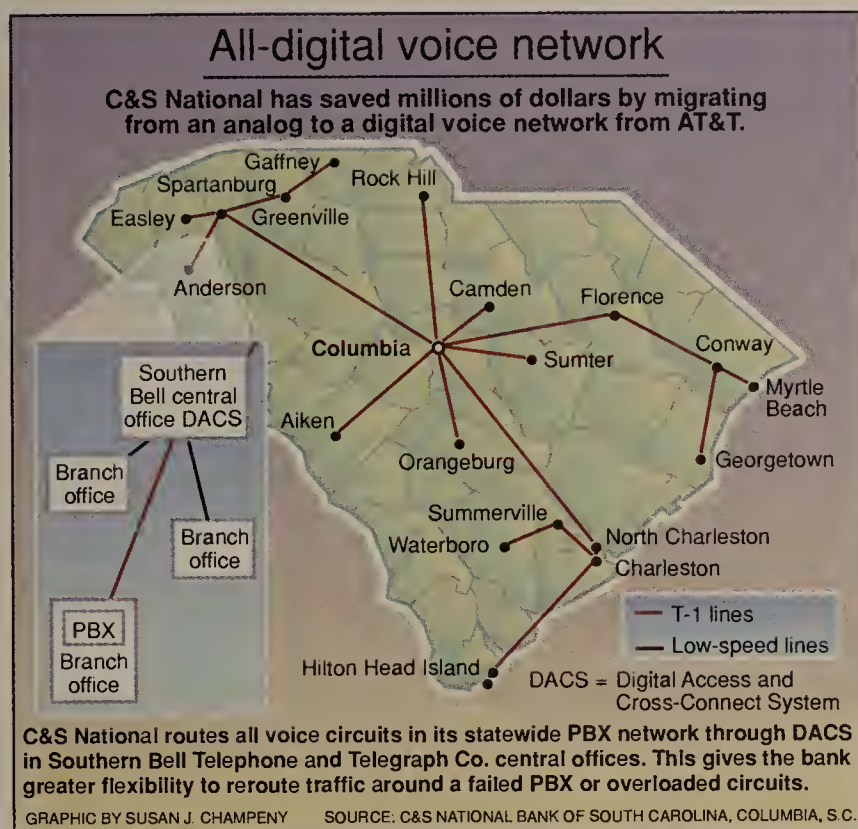 All-digital voice network
C&S National has saved millions of dollars by migrating
from an analog to a digital voice network from AT&T.
Gaffney
Spartanburg
Rock Hill
Easley
Greenville
Anderson
Camden
Florence
Columbia
Conway
Sumter
Myrtle
Beach
Southern
Bell central
office DACS
Aiken
Orangeburg
Georgetown
Branch
office
Branch
office
Summerville
Waterboro
North Charleston
Charleston
PBX
Branch
office
T-1 lines
Low-speed lines
Hilton Head Island
DACS = Digital Access and
Cross-Connect System
C&S National routes all voice circuits in its statewide PBX network through DACS
in Southern Bell Telephone and Telegraph Co. central offices. This gives the bank
greater flexibility to reroute traffic around a failed PBX or overloaded circuits.
GRAPHIC BY SUSAN J. CHAMPENY
SOURCE: C&S NATIONAL BANK OF SOUTH CAROLINA, COLUMBIA, S.C.